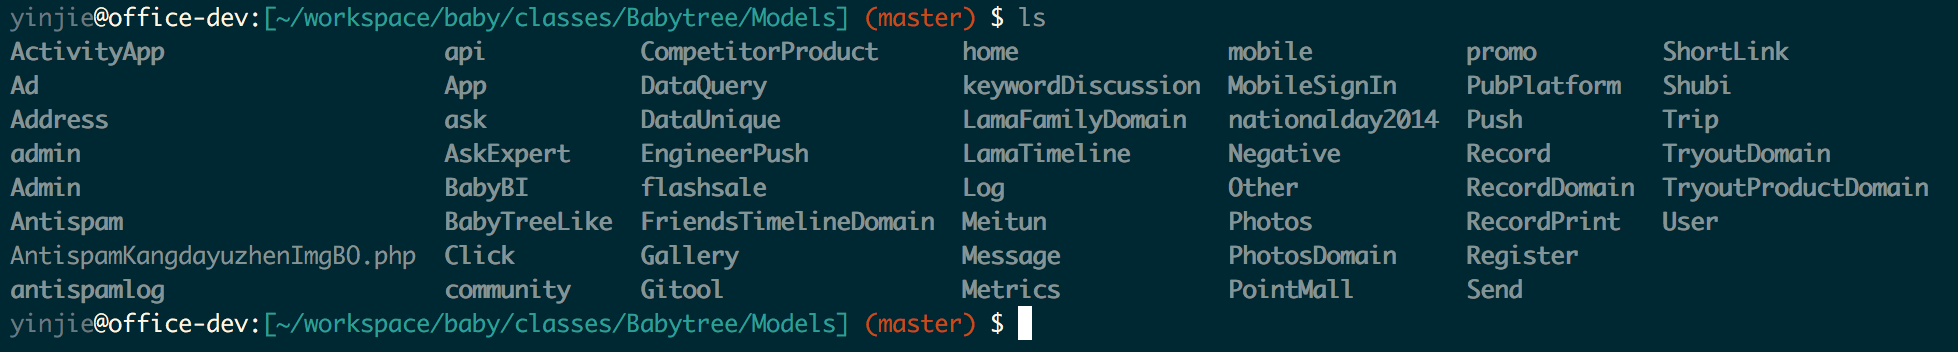 yinjie@office-dev:[~/workspace/baby/classes/Babytree/Models] (master) $ ls
ActivityApp api CompetitorProduct home mobile promo ShortLink
Ad App DataQuery keywordDiscussion MobileSignIn PubPlatform Shubi
Address ask DataUnique LamaFamilyDomain nationalday2014 Push Trip
admin AskExpert EngineerPush LamaTimeline Negative Record TryoutDomain
Admin BabyBI flashsale Log Other RecordDomain TryoutProductDomain
Antispam BabyTreeLike FriendsTimelineDomain Meitun Photos RecordPrint User
AntispamKangdayuzhenImgBO.php Click Gallery Message PhotosDomain Register
antispamlog community Gitool Metrics PointMall Send
yinjie@office-dev:[~/workspace/baby/classes/Babytree/Models] (master) $